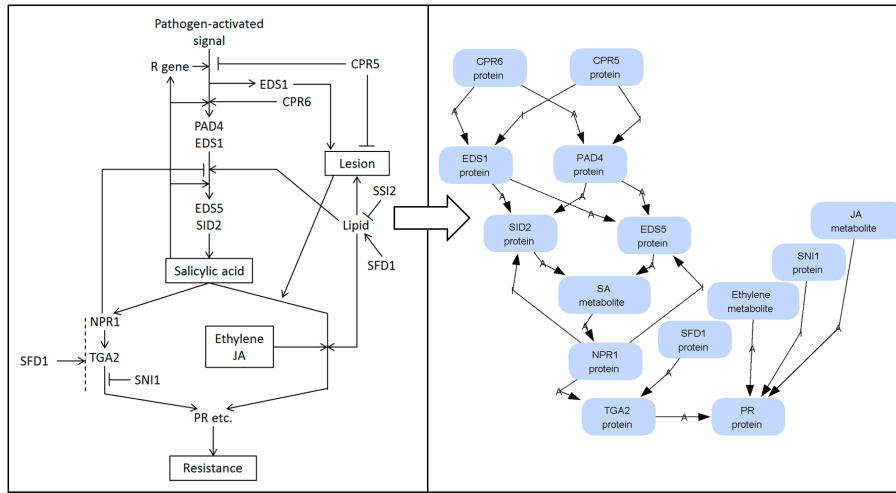 Pathogen-activated
signal
R gene
CPR5
EDS1
CPR6
PAD4
EDS1
Lesion
SSI2
EDS5
SID2
Lipid
SFD1
Salicylic acid
NPR1
Ethylene
JA
SFD1
TGA2
SNI1
PR etc.
Resistance
CPR6
protein
CPR5
protein
A
I
A
I
EDS1
protein
PAD4
protein
A
A
A
A
SID2
protein
EDS5
protein
JA
metabolite
SNI1
protein
A
A
SA
metabolite
Ethylene
metabolite
I
A
I
SFD1
protein
I
NPR1
protein
A
A
A
A
TGA2
protein
A
PR
protein